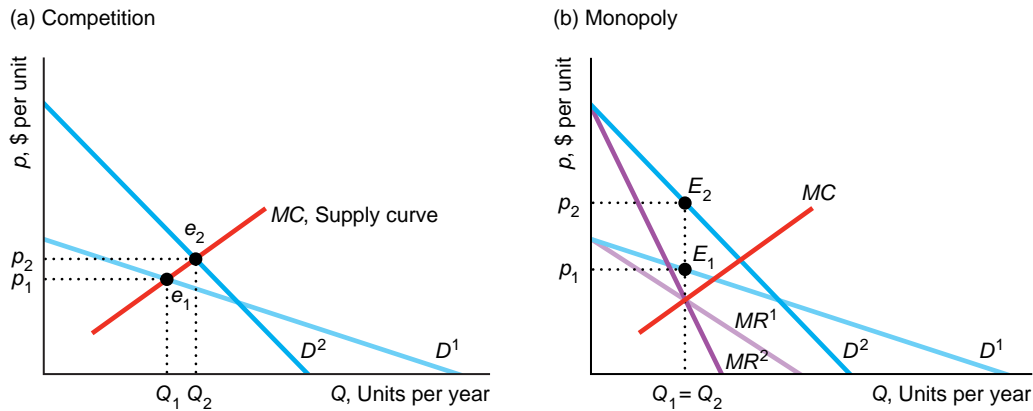 (a) Competition
p, $ per unit
MC, Supply curve
e2
p2
p1
e1
D2
D1
Q1 Q2
Q, Units per year
(b) Monopoly
p, $ per unit
MC
E2
p2
E1
p1
MR1
MR2
D2
D1
Q1 = Q2
Q, Units per year